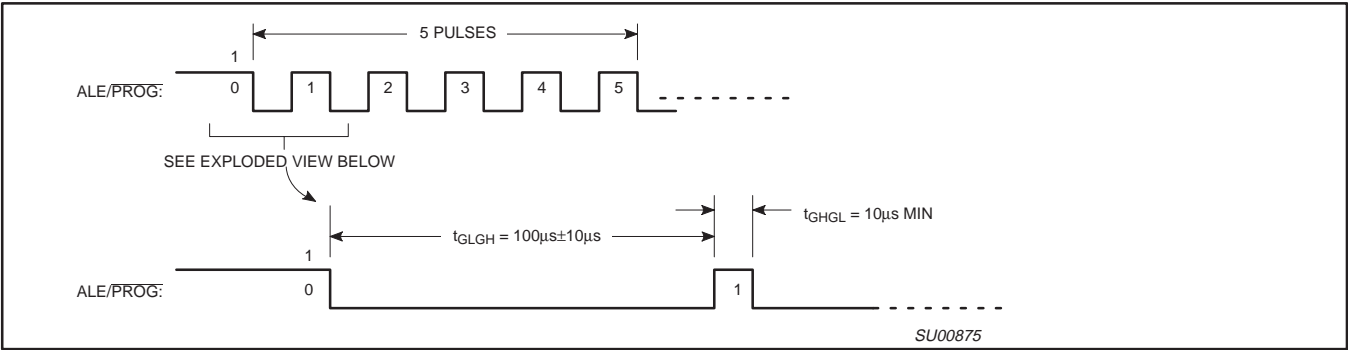 5 PULSES
1
ALE/PROG: 0 1 2 3 4 5
SEE EXPLODED VIEW BELOW
tGHGL = 10µs MIN
tGLGH = 100µs±10µs
1
ALE/PROG: 0 1
SU00875